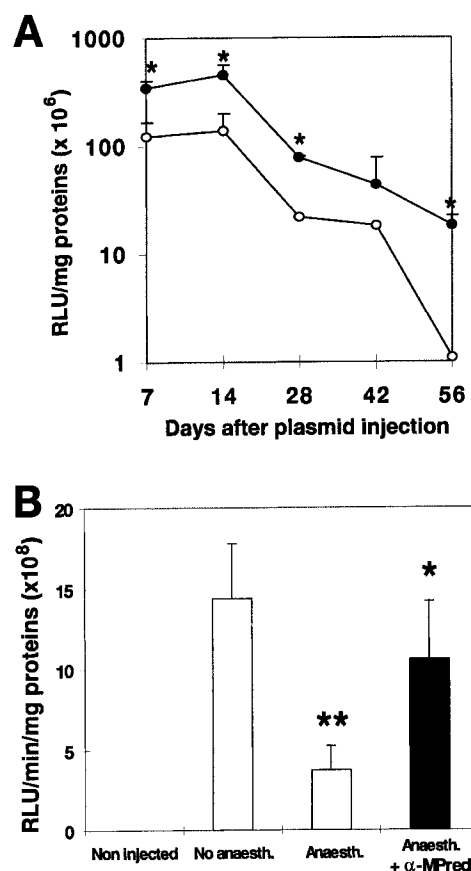 A
RLU/mg proteins (x 10⁶)
1000
100
10
1
* * * *
7 14 28 42 56
Days after plasmid injection
B
RLU/min/mg proteins (x10⁸)
20
15
10
5
0
**
*
Non injected No anaesth. Anaesth. Anaesth.
+ α-MPred